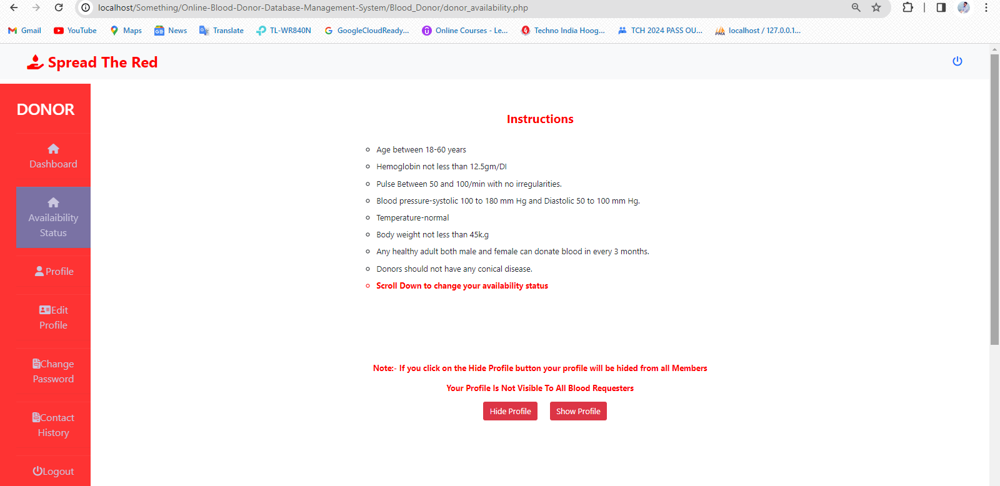 localhost/Something/Online-Blood-Donor-Database-Management-System/Blood_Donor/donor_availability.php
Gmail YouTube Maps News Translate TL-WR840N GoogleCloudReady... Online Courses - Le... Techno India Hoog... TCH 2024 PASS OU... localhost / 127.0.0.1...
Spread The Red
DONOR
Dashboard
Availaibility
Status
Profile
Edit
Profile
Change
Password
Contact
History
Logout
Instructions
Age between 18-60 years
Hemoglobin not less than 12.5gm/Dl
Pulse Between 50 and 100/min with no irregularities.
Blood pressure-systolic 100 to 180 mm Hg and Diastolic 50 to 100 mm Hg.
Temperature-normal
Body weight not less than 45k.g
Any healthy adult both male and female can donate blood in every 3 months.
Donors should not have any conical disease.
Scroll Down to change your availability status
Note:- If you click on the Hide Profile button your profile will be hided from all Members
Your Profile Is Not Visible To All Blood Requesters
Hide Profile Show Profile